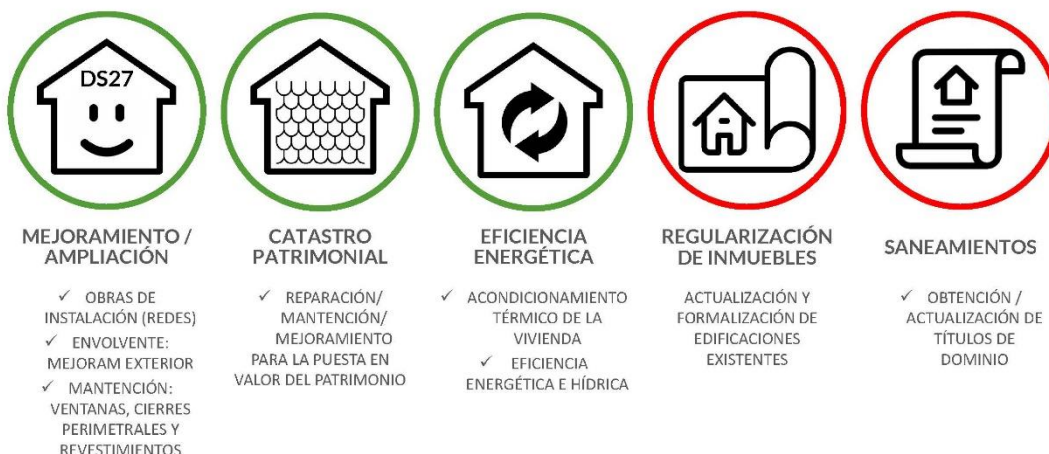 DS27
MEJORAMIENTO /
AMPLIACIÓN
✓ OBRAS DE
INSTALACIÓN (REDES)
✓ ENVOLVENTE:
MEJORAM EXTERIOR
✓ MANTENCIÓN:
VENTANAS, CIERRES
PERIMETRALES Y
REVESTIMIENTOS
CATASTRO
PATRIMONIAL
✓ REPARACIÓN/
MANTENCIÓN/
MEJORAMIENTO
PARA LA PUESTA EN
VALOR DEL PATRIMONIO
EFICIENCIA
ENERGÉTICA
✓ ACONDICIONAMIENTO
TÉRMICO DE LA
VIVIENDA
✓ EFICIENCIA
ENERGÉTICA E HÍDRICA
REGULARIZACIÓN
DE INMUEBLES
ACTUALIZACIÓN Y
FORMALIZACIÓN DE
EDIFICACIONES
EXISTENTES
SANEAMIENTOS
✓ OBTENCIÓN /
ACTUALIZACIÓN DE
TÍTULOS DE
DOMINIO